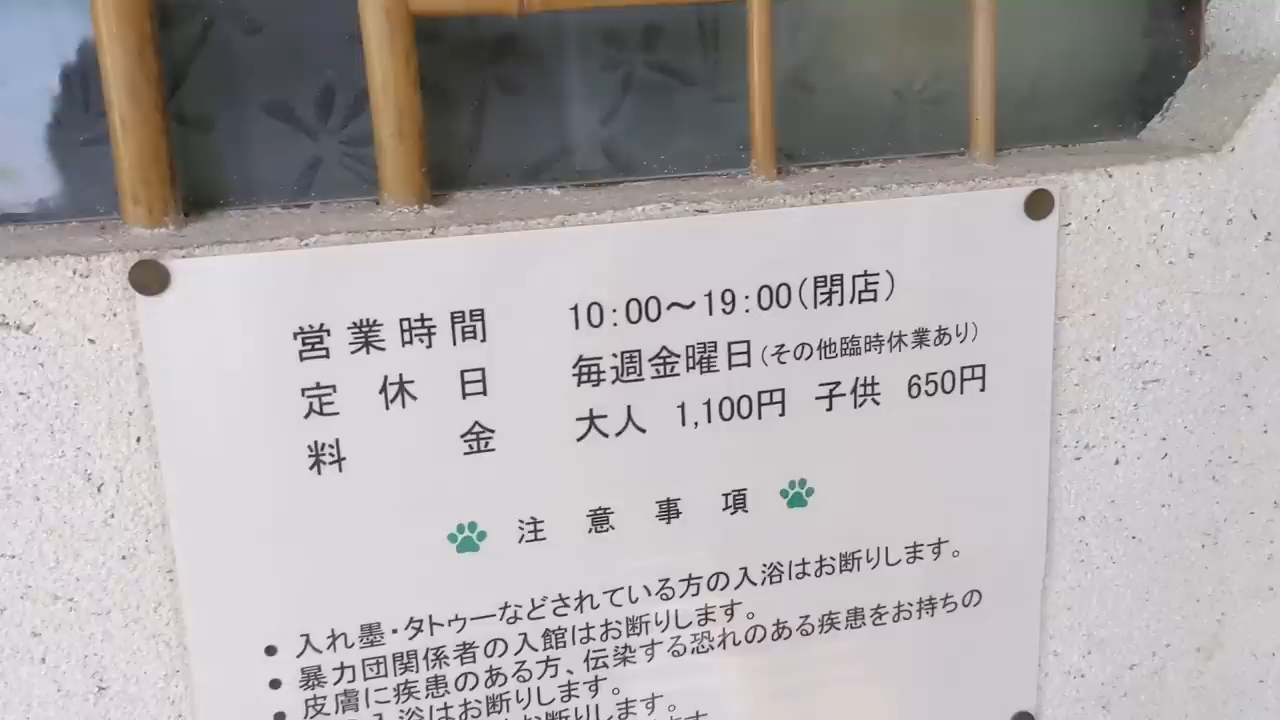 営業時間 10:00～19:00(閉店)
定休日 毎週金曜日(その他臨時休業あり)
料金 大人 1,100円 子供 650円
注意事項
● 入れ墨・タトゥーなどされている方の入浴はお断りします。
● 暴力団関係者の入館はお断りします。
● 皮膚に疾患のある方、伝染する恐れのある疾患をお持ちの
入浴はお断りします。
お断りします。